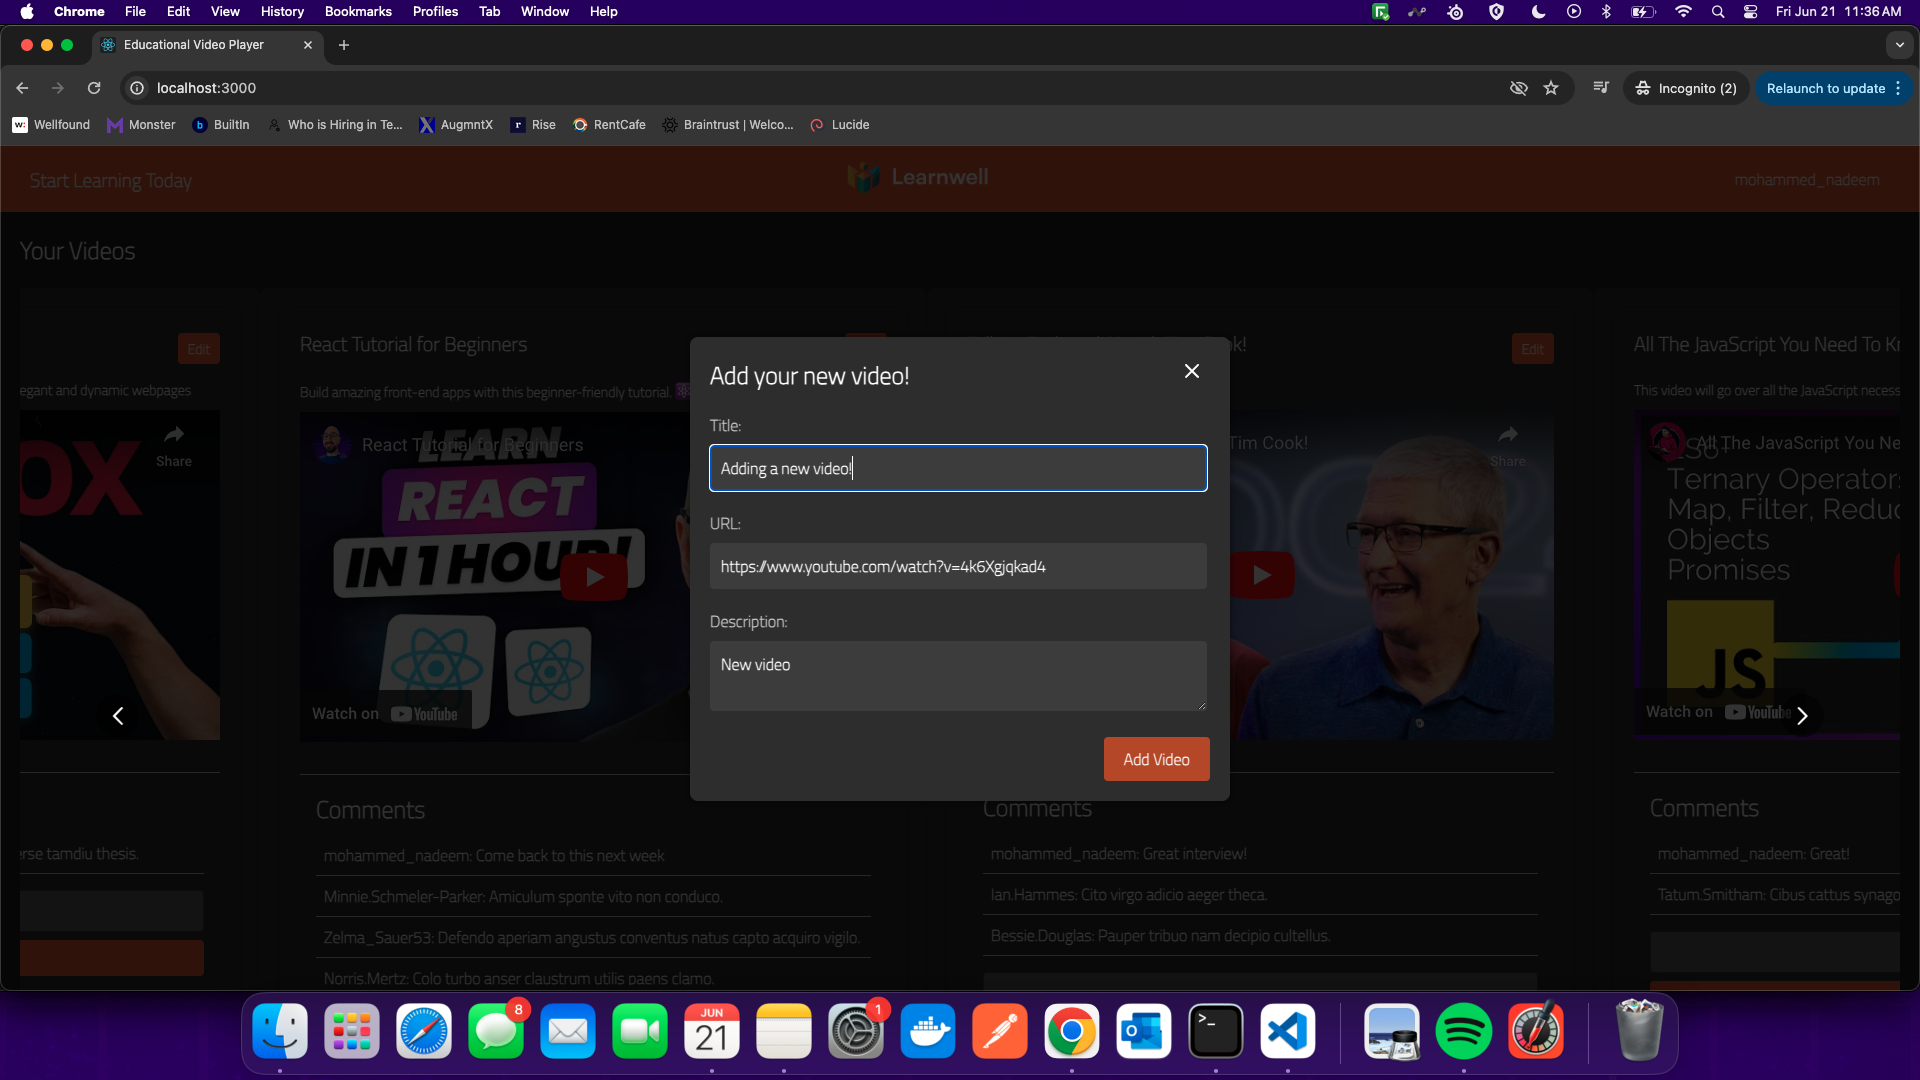 Chrome File Edit View History Bookmarks Profiles Tab Window Help
Fri Jun 21 11:36 AM
Educational Video Player
localhost:3000
Incognito (2)
Relaunch to update
Wellfound Monster BuiltIn Who is Hiring in Te... AugmntX Rise RentCafe Braintrust | Welco... Lucide
Start Learning Today
Learnwell
mohammed_nadeem
Your Videos
Edit
egant and dynamic webpages
OX
Share
React Tutorial for Beginners
Build amazing front-end apps with this beginner-friendly tutorial.
React Tutorial for Beginners
LEARN
REACT
IN 1 HOUR!
Watch on YouTube
Add your new video!
Title:
Adding a new video!
URL:
https://www.youtube.com/watch?v=4k6Xgjqkad4
Description:
New video
Add Video
k!
Edit
Tim Cook!
Share
All The JavaScript You Need To Kn
This video will go over all the JavaScript necess
All The JavaScript You Ne
ES6+
Ternary Operator
Map, Filter, Reduc
Objects
Promises
JS
Watch on YouTube
erse tamdiu thesis.
Comments
mohammed_nadeem: Come back to this next week
Minnie.Schmeler-Parker: Amiculum sponte vito non conduco.
Zelma_Sauer53: Defendo aperiam angustus conventus natus capto acquiro vigilo.
Norris.Mertz: Colo turbo anser claustrum utilis paens clamo.
Comments
mohammed_nadeem: Great interview!
Ian.Hammes: Cito virgo adicio aeger theca.
Bessie.Douglas: Pauper tribuo nam decipio cultellus.
Comments
mohammed_nadeem: Great!
Tatum.Smitham: Cibus cattus synago
8
JUN
21
1